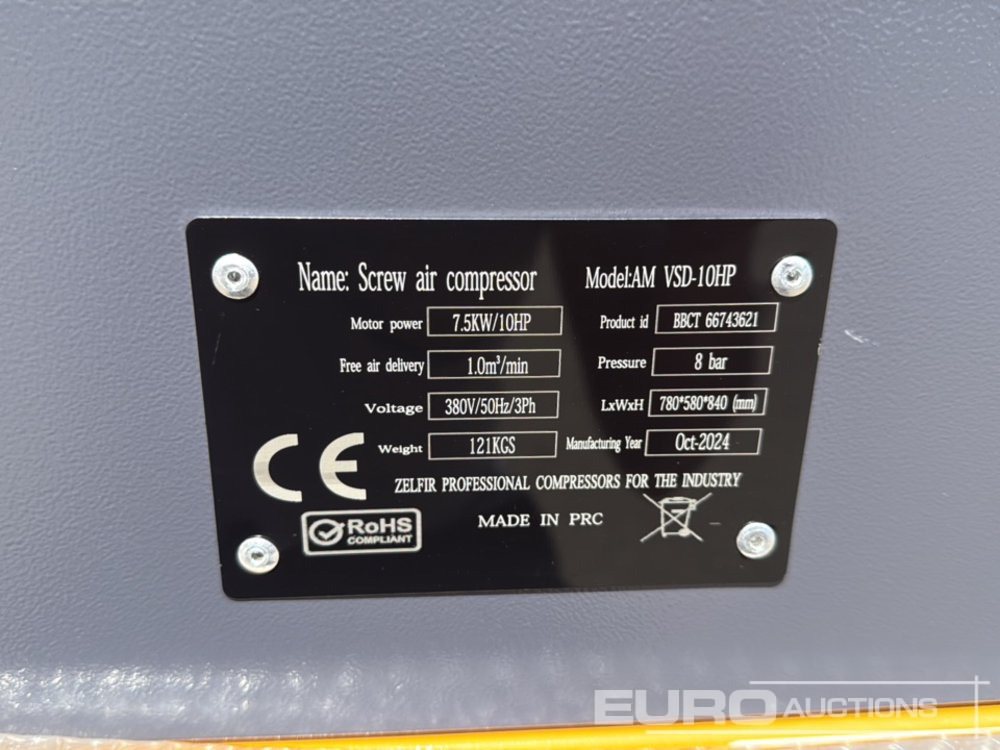 Name: Screw air compressor Model:AM VSD-10HP
Motor power 7.5KW/10HP Product id BBCT 66743621
Free air delivery 1.0m³/min Pressure 8 bar
Voltage 380V/50Hz/3Ph LxWxH 780*580*840 (mm)
Weight 121KGS Manufacturing Year Oct-2024
CE
ZELFIR PROFESSIONAL COMPRESSORS FOR THE INDUSTRY
RoHS
COMPLIANT
MADE IN PRC
EURO AUCTIONS